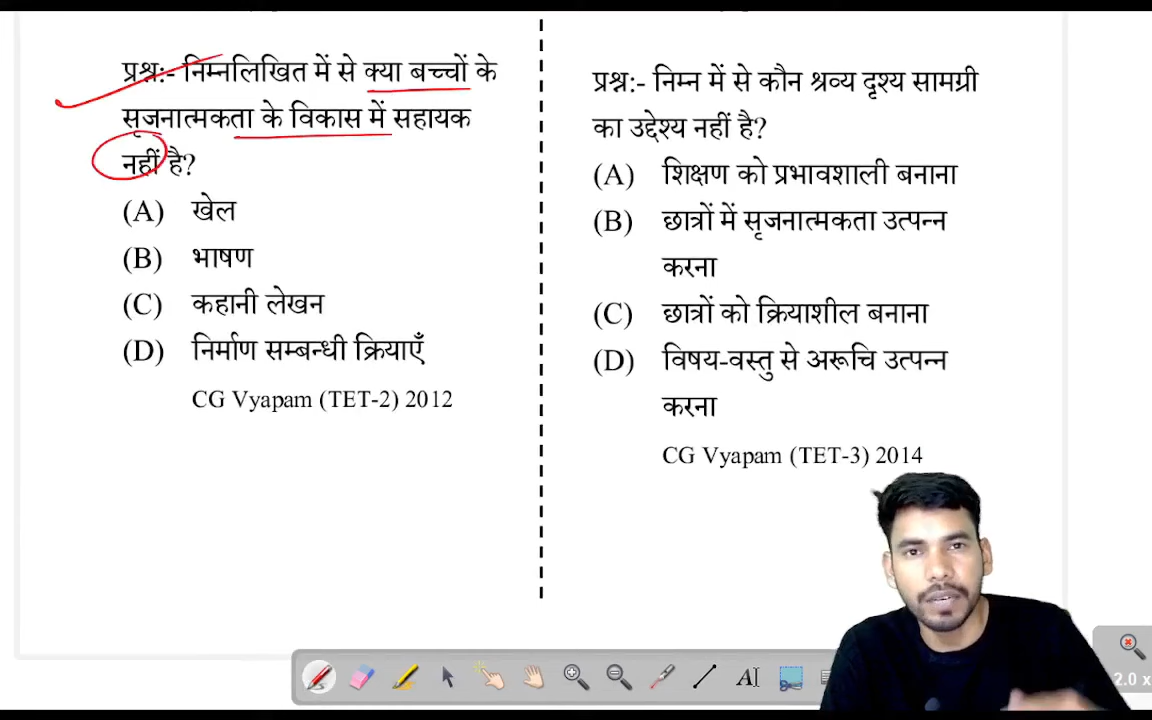 प्रश्न:- निम्नलिखित में से क्या बच्चों के
सृजनात्मकता के विकास में सहायक
नहीं है?
(A) खेल
(B) भाषण
(C) कहानी लेखन
(D) निर्माण सम्बन्धी क्रियाएँ
CG Vyapam (TET-2) 2012
प्रश्न:- निम्न में से कौन श्रव्य दृश्य सामग्री
का उद्देश्य नहीं है?
(A) शिक्षण को प्रभावशाली बनाना
(B) छात्रों में सृजनात्मकता उत्पन्न
करना
(C) छात्रों को क्रियाशील बनाना
(D) विषय-वस्तु से अरूचि उत्पन्न
करना
CG Vyapam (TET-3) 2014
AI
2.0 x